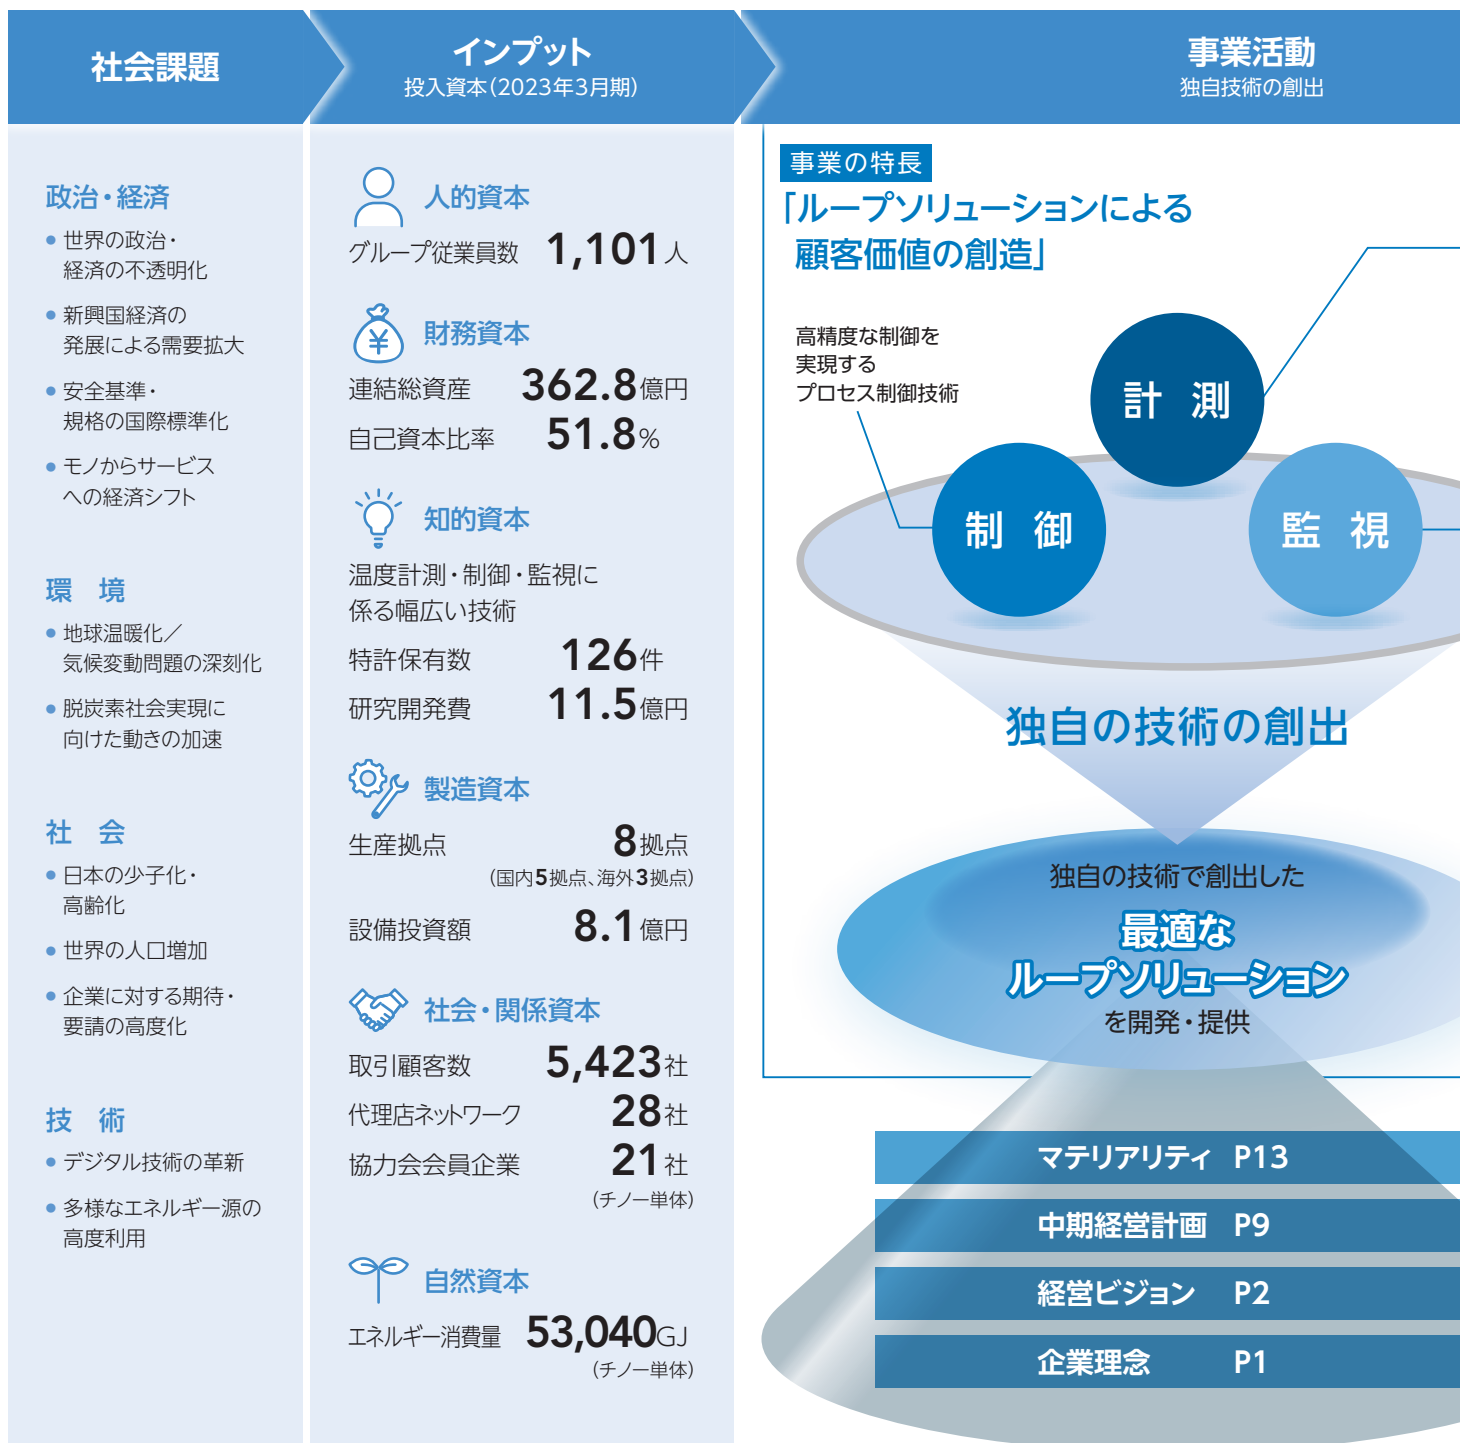 社会課題
政治・経済
● 世界の政治・
経済の不透明化
● 新興国経済の
発展による需要拡大
● 安全基準・
規格の国際標準化
● モノからサービス
への経済シフト
環 境
● 地球温暖化／
気候変動問題の深刻化
● 脱炭素社会実現に
向けた動きの加速
社 会
● 日本の少子化・
高齢化
● 世界の人口増加
● 企業に対する期待・
要請の高度化
技 術
● デジタル技術の革新
● 多様なエネルギー源の
高度利用
インプット
投入資本（2023年3月期）
人的資本
グループ従業員数 1,101人
財務資本
連結総資産 362.8億円
自己資本比率 51.8%
知的資本
温度計測・制御・監視に
係る幅広い技術
特許保有数 126件
研究開発費 11.5億円
製造資本
生産拠点 8拠点
（国内5拠点、海外3拠点）
設備投資額 8.1億円
社会・関係資本
取引顧客数 5,423社
代理店ネットワーク 28社
協力会会員企業 21社
（チノー単体）
自然資本
エネルギー消費量 53,040GJ
（チノー単体）
事業活動
独自技術の創出
事業の特長
「ループソリューションによる
顧客価値の創造」
高精度な制御を
実現する
プロセス制御技術
計 測
制 御
監 視
独自の技術の創出
独自の技術で創出した
最適な
ループソリューション
を開発・提供
マテリアリティ P13
中期経営計画 P9
経営ビジョン P2
企業理念 P1